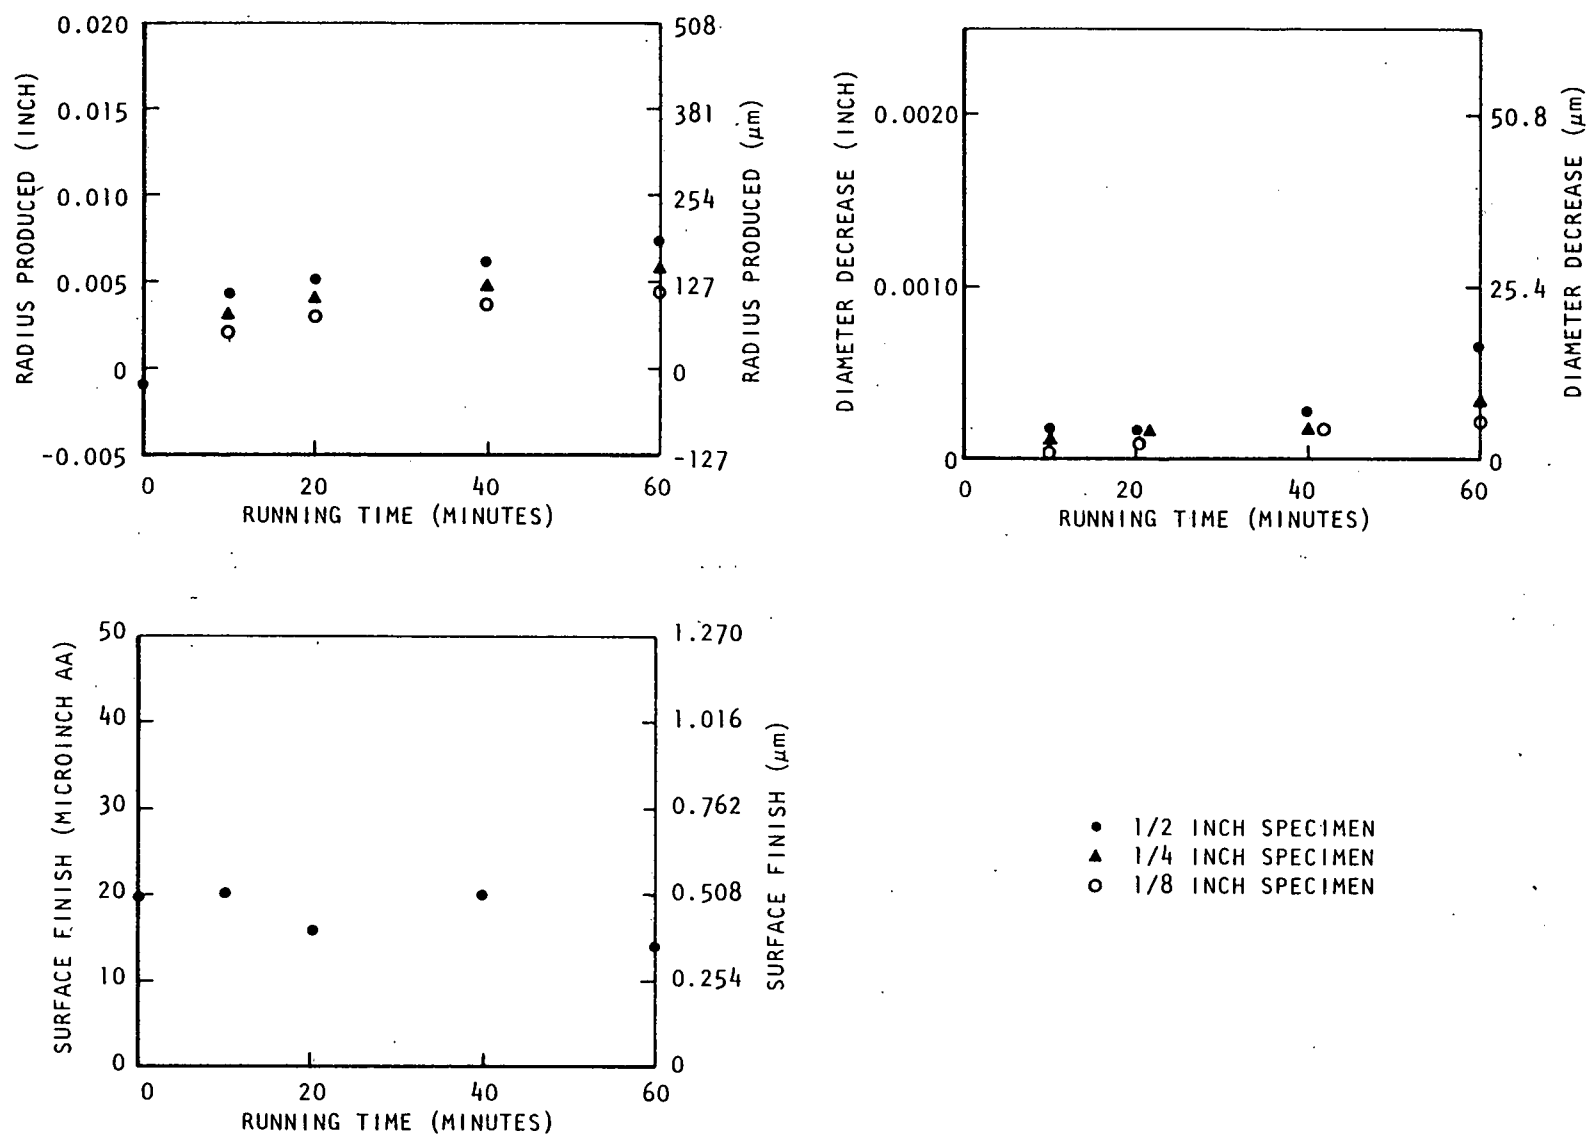 0.020
0.015
0.010
0.005
0
-0.005
RADIUS PRODUCED (INCH)
508
381
254
127
0
-127
RADIUS PRODUCED (μm)
0 20 40 60
RUNNING TIME (MINUTES)
0.0020
0.0010
0
DIAMETER DECREASE (INCH)
50.8
25.4
0
DIAMETER DECREASE (μm)
0 20 40 60
RUNNING TIME (MINUTES)
50
40
30
20
10
0
SURFACE FINISH (MICROINCH AA)
1.270
1.016
0.762
0.508
0.254
0
SURFACE FINISH (μm)
0 20 40 60
RUNNING TIME (MINUTES)
1/2 INCH SPECIMEN
1/4 INCH SPECIMEN
1/8 INCH SPECIMEN